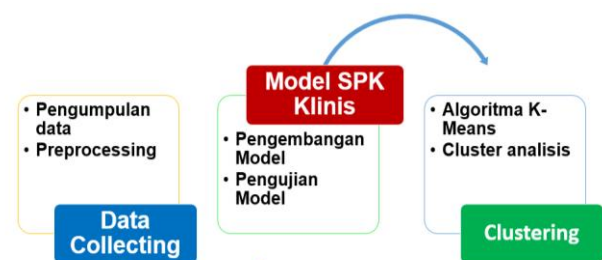 • Pengumpulan
data
• Preprocessing
Data
Collecting
Model SPK
Klinis
• Pengembangan
Model
• Pengujian
Model
• Algoritma K-
Means
• Cluster analisis
Clustering